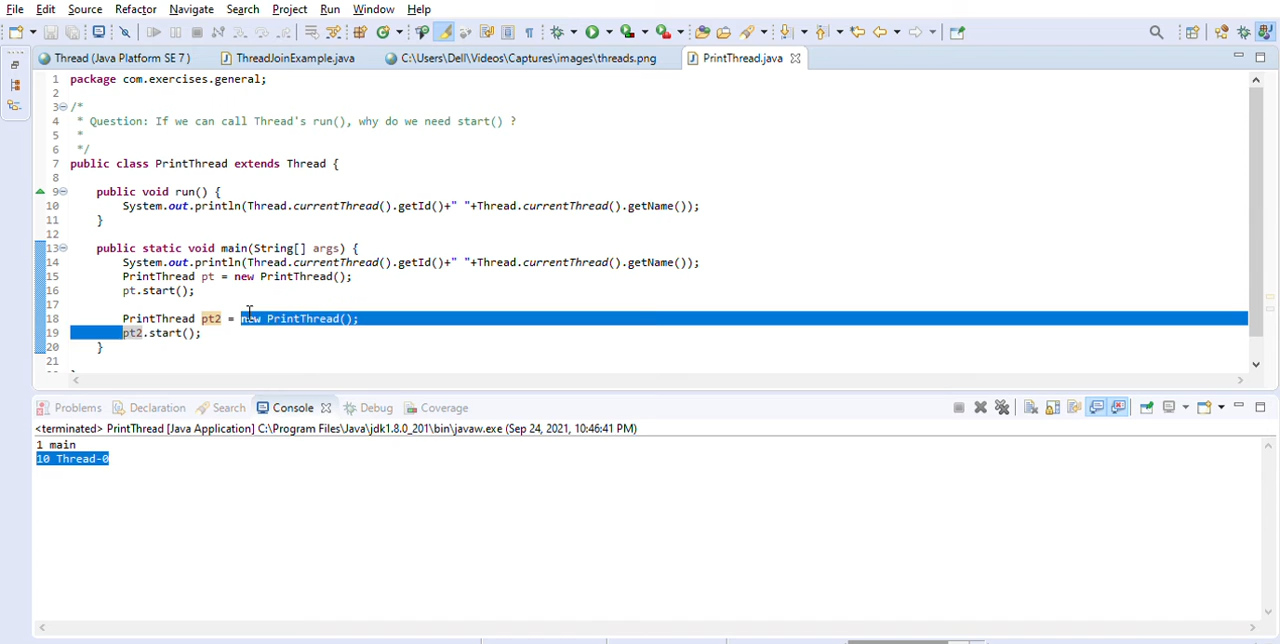 File Edit Source Refactor Navigate Search Project Run Window Help
Thread (Java Platform SE 7) ThreadJoinExample.java C:\Users\Dell\Videos\Captures\images\threads.png PrintThread.java
1 package com.exercises.general;
2
3 /*
4 * Question: If we can call Thread's run(), why do we need start() ?
5 *
6 */
7 public class PrintThread extends Thread {
8
9 public void run() {
10 System.out.println(Thread.currentThread().getId()+" "+Thread.currentThread().getName());
11 }
12
13 public static void main(String[] args) {
14 System.out.println(Thread.currentThread().getId()+" "+Thread.currentThread().getName());
15 PrintThread pt = new PrintThread();
16 pt.start();
17
18 PrintThread pt2 = new PrintThread();
19 pt2.start();
20 }
21
Problems Declaration Search Console Debug Coverage
<terminated> PrintThread [Java Application] C:\Program Files\Java\jdk1.8.0_201\bin\javaw.exe (Sep 24, 2021, 10:46:41 PM)
1 main
10 Thread-0